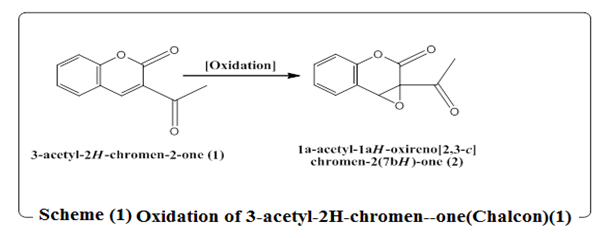 O
O
[Oxidation]
O
O
O
O
O
3-acetyl-2H-chromen-2-one (1)
1a-acetyl-1aH-oxireno[2,3-c]
chromen-2(7bH)-one (2)
Scheme (1) Oxidation of 3-acetyl-2H-chromen--one(Chalcon)(1)